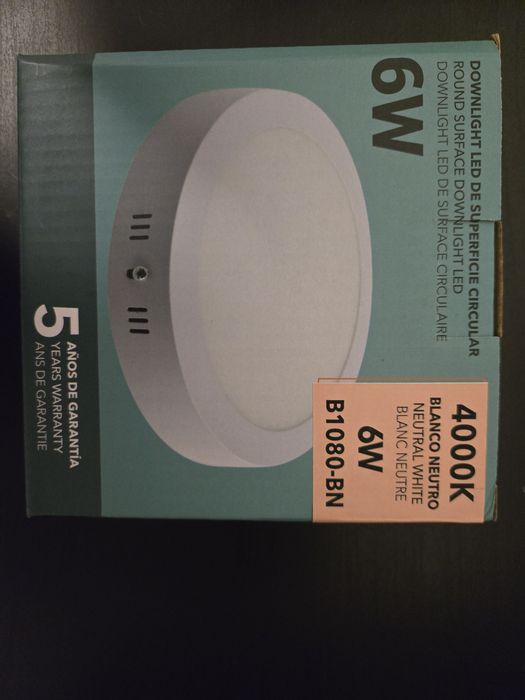 DOWNLIGHT LED DE SUPERFICIE CIRCULAR
ROUND SURFACE DOWNLIGHT LED
DOWNLIGHT LED DE SURFACE CIRCULAIRE
6W
4000K
BLANCO NEUTRO
NEUTRAL WHITE
BLANC NEUTRE
6W
B1080-BN
5
AÑOS DE GARANTÍA
YEARS WARRANTY
ANS DE GARANTIE